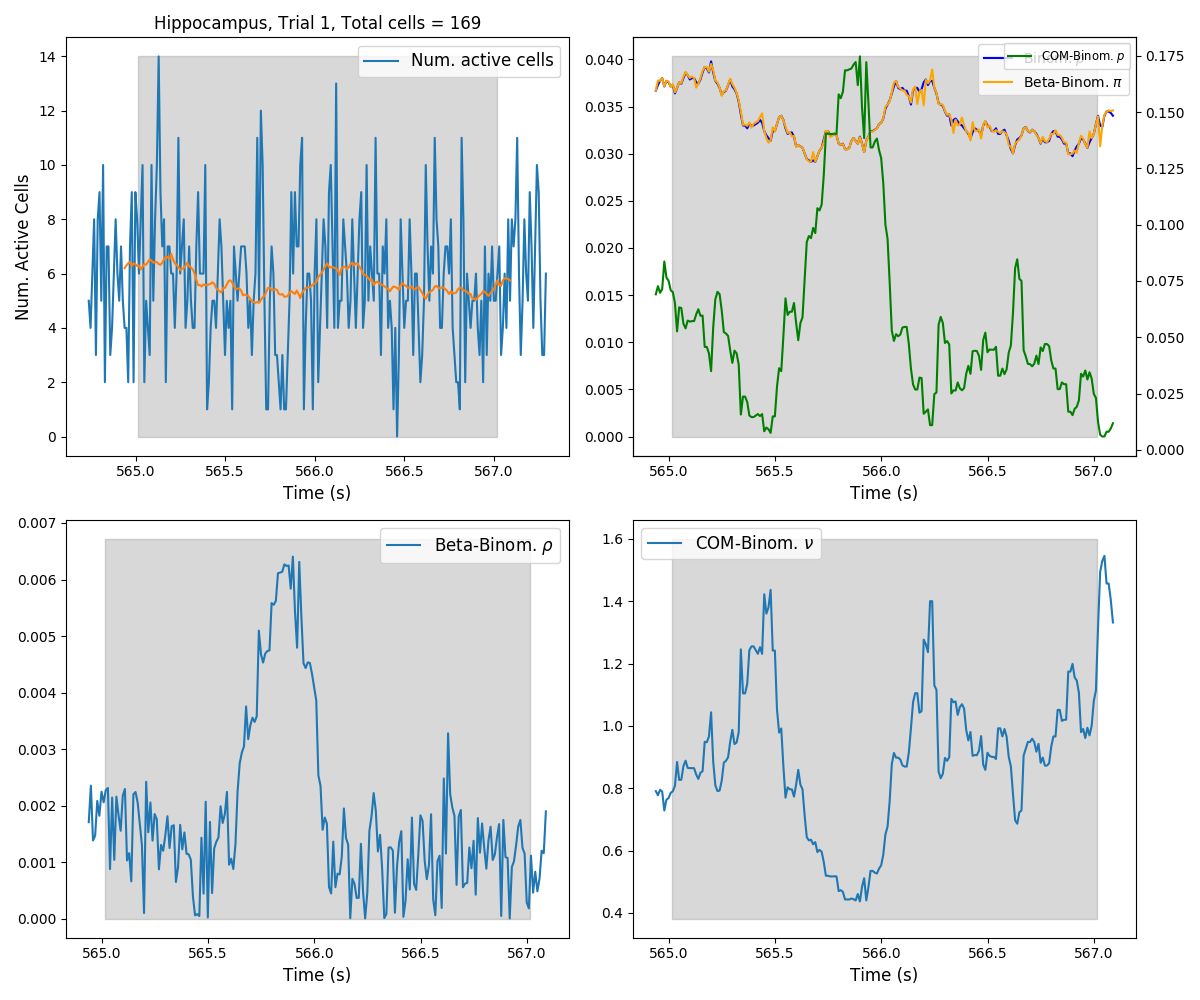 Hippocampus, Trial 1, Total cells = 169
Num. active cells
Num. Active Cells
14
12
10
8
6
4
2
0
565.0 565.5 566.0 566.5 567.0
Time (s)
COM-Binom. p
Beta-Binom. π
0.040
0.035
0.030
0.025
0.020
0.015
0.010
0.005
0.000
0.175
0.150
0.125
0.100
0.075
0.050
0.025
0.000
565.0 565.5 566.0 566.5 567.0
Time (s)
Beta-Binom. ρ
0.007
0.006
0.005
0.004
0.003
0.002
0.001
0.000
565.0 565.5 566.0 566.5 567.0
Time (s)
COM-Binom. ν
1.6
1.4
1.2
1.0
0.8
0.6
0.4
565.0 565.5 566.0 566.5 567.0
Time (s)